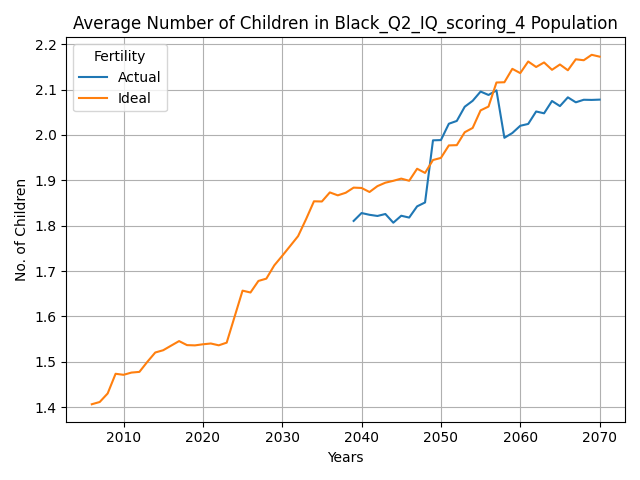 Average Number of Children in Black_Q2_IQ_scoring_4 Population
Fertility
Actual
Ideal
No. of Children
2.2
2.1
2.0
1.9
1.8
1.7
1.6
1.5
1.4
2010 2020 2030 2040 2050 2060 2070
Years